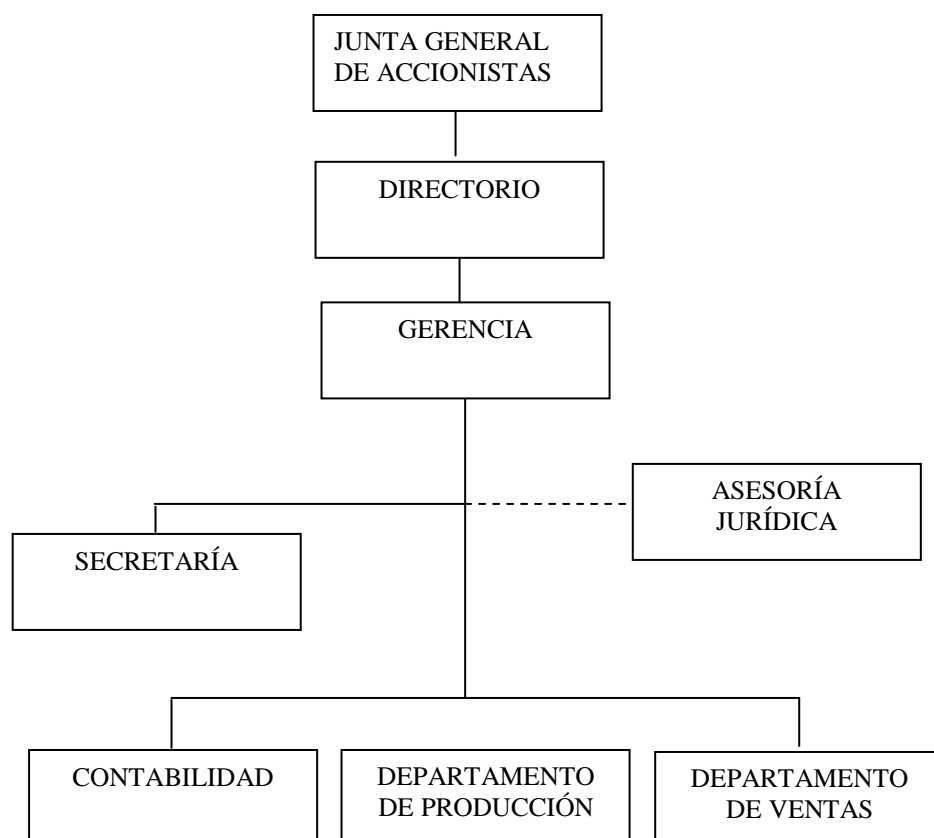 JUNTA GENERAL
DE ACCIONISTAS
DIRECTORIO
GERENCIA
ASESORÍA
JURÍDICA
SECRETARÍA
CONTABILIDAD
DEPARTAMENTO
DE PRODUCCIÓN
DEPARTAMENTO
DE VENTAS